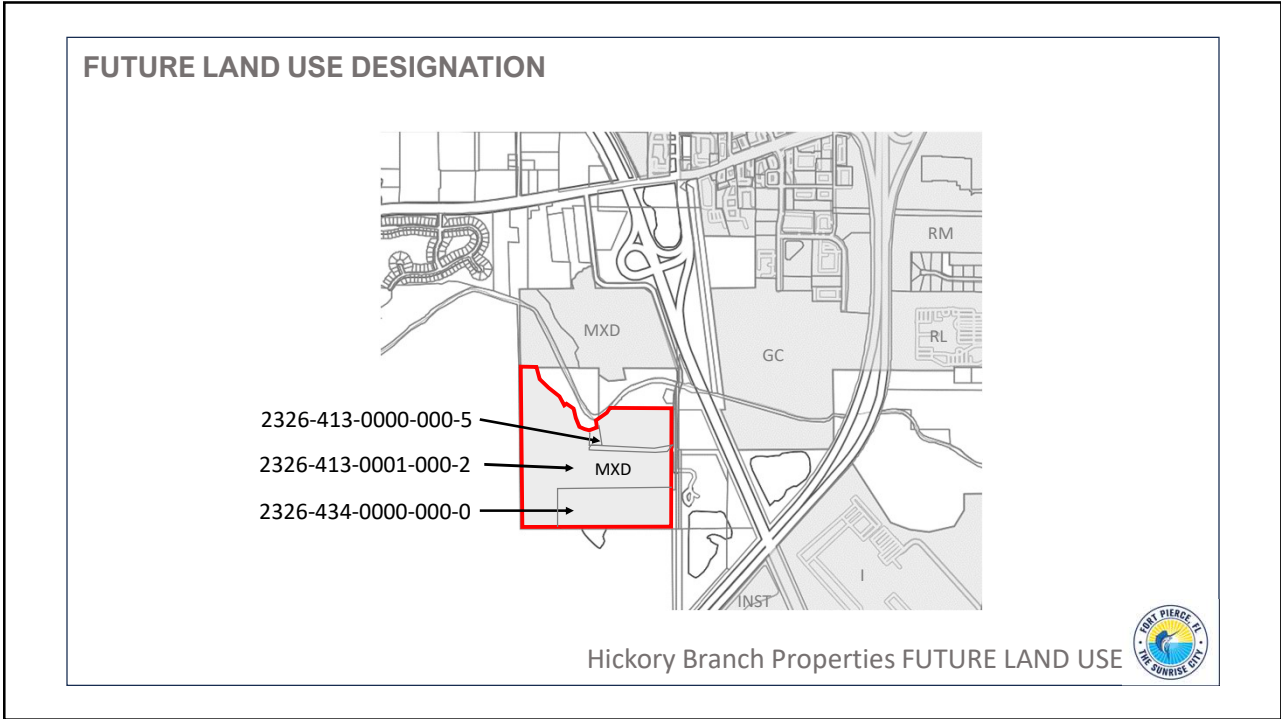 FUTURE LAND USE DESIGNATION
RM
MXD
RL
GC
2326-413-0000-000-5
2326-413-0001-000-2
MXD
2326-434-0000-000-0
I
INST
Hickory Branch Properties FUTURE LAND USE
FORT PIERCE, FL
THE SUNRISE CITY